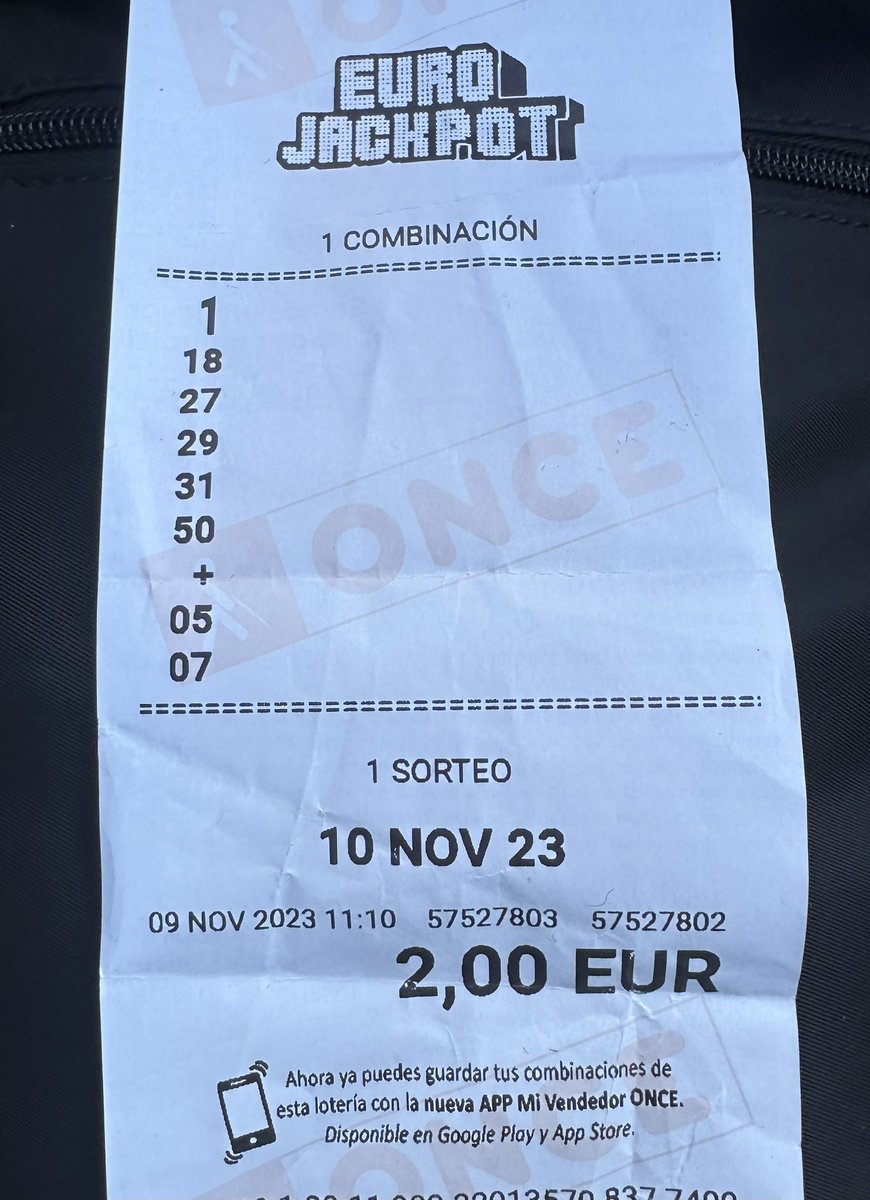 ONCE
EURO
JACKPOT
1 COMBINACIÓN
================================
1
18
27
29
31
50
+
05
07
ONCE
================================
1 SORTEO
10 NOV 23
09 NOV 2023 11:10 57527803 57527802
2,00 EUR
Ahora ya puedes guardar tus combinaciones de
esta lotería con la nueva APP Mi Vendedor ONCE.
Disponible en Google Play y App Store.
ONCE